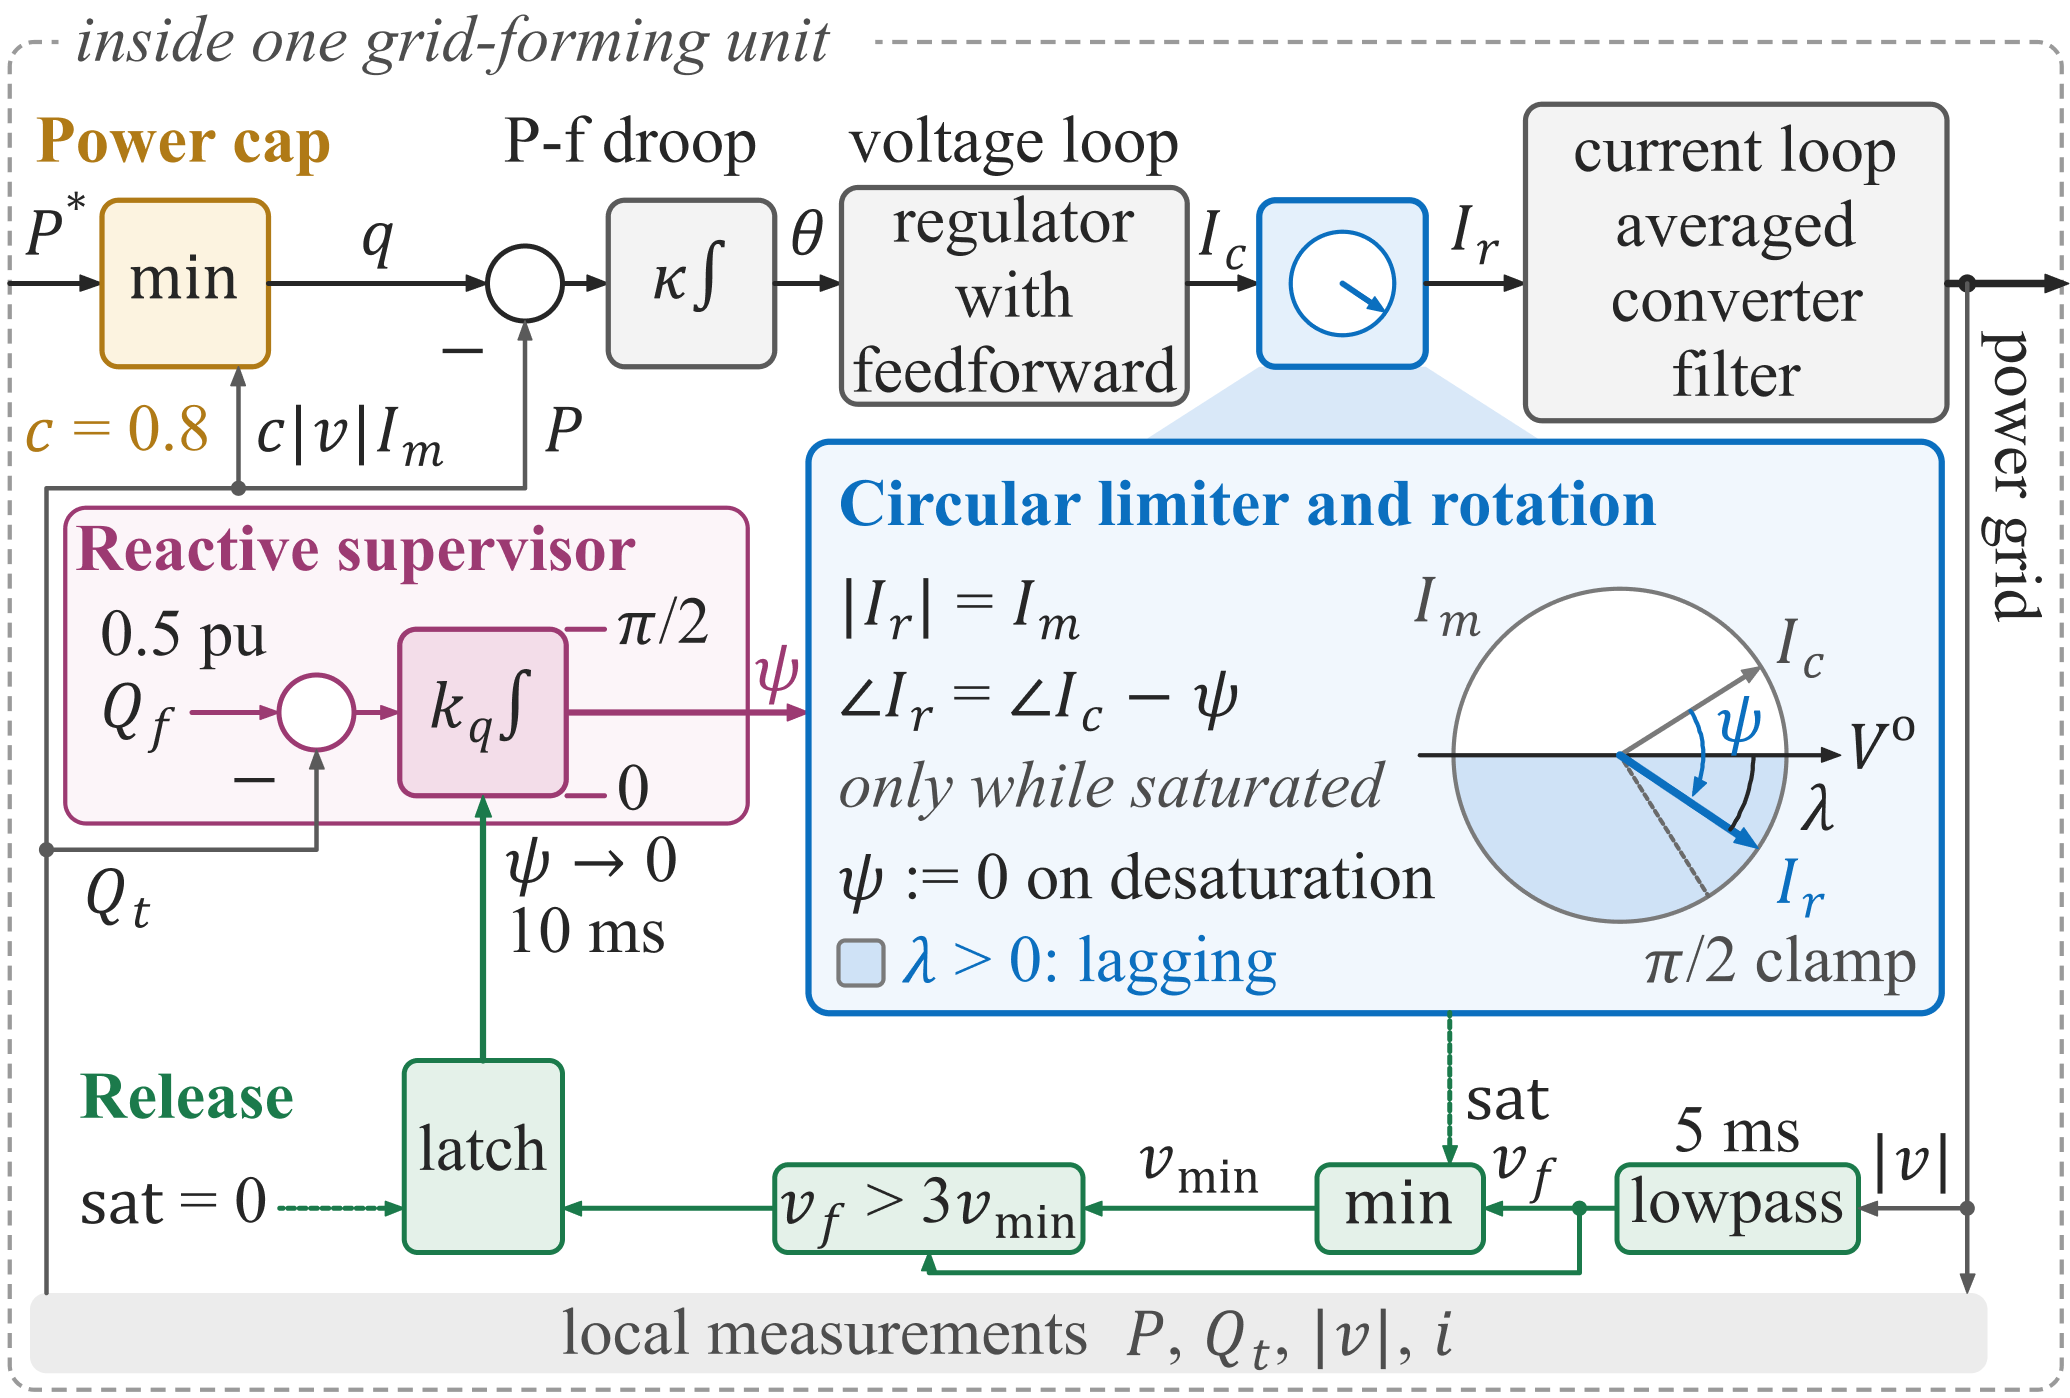 inside one grid-forming unit
Power cap
P-f droop
voltage loop
P*
min
q
−
κ∫
θ
regulator
with
feedforward
I_c
I_r
current loop
averaged
converter
filter
power grid
c = 0.8
c|v|I_m
P
Reactive supervisor
0.5 pu
Q_f
−
k_q∫
π/2
0
ψ
Q_t
ψ → 0
10 ms
Circular limiter and rotation
|I_r| = I_m
∠I_r = ∠I_c − ψ
only while saturated
ψ := 0 on desaturation
λ > 0: lagging
I_m
I_c
ψ
V°
λ
I_r
π/2 clamp
Release
sat = 0
latch
v_f > 3v_min
v_min
min
sat
v_f
5 ms
lowpass
|v|
local measurements P, Q_t, |v|, i